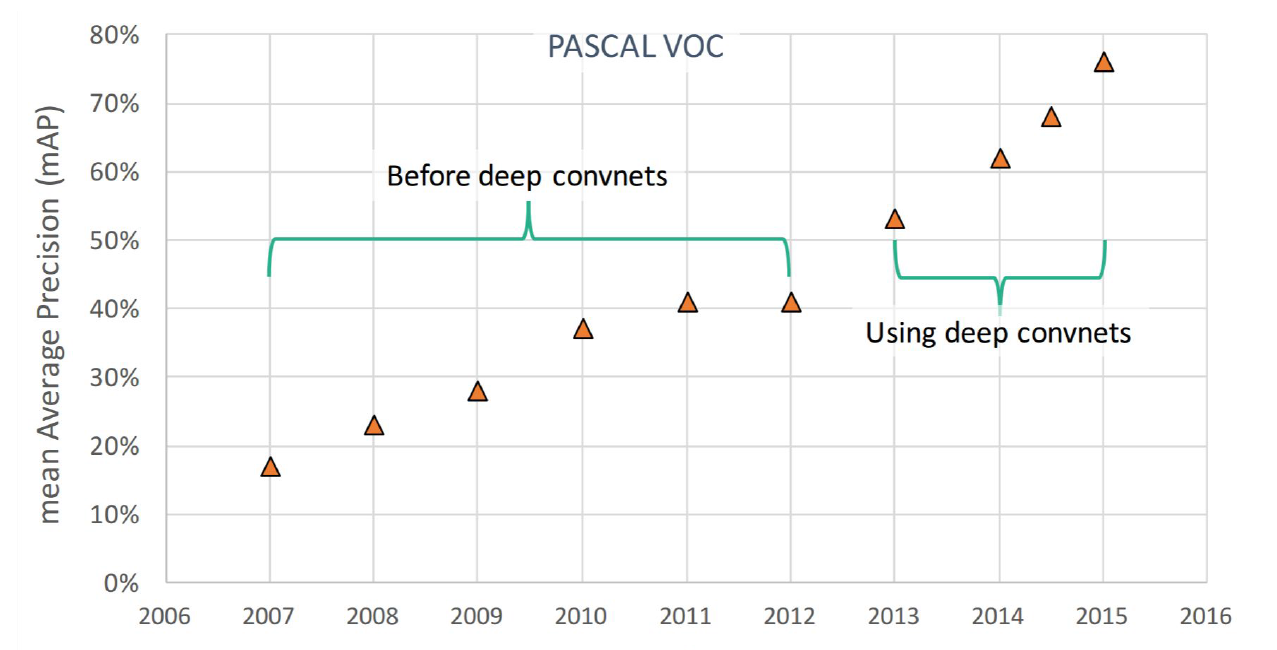 PASCAL VOC
80%
70%
60%
50%
40%
30%
20%
10%
0%
mean Average Precision (mAP)
Before deep convnets
Using deep convnets
2006 2007 2008 2009 2010 2011 2012 2013 2014 2015 2016